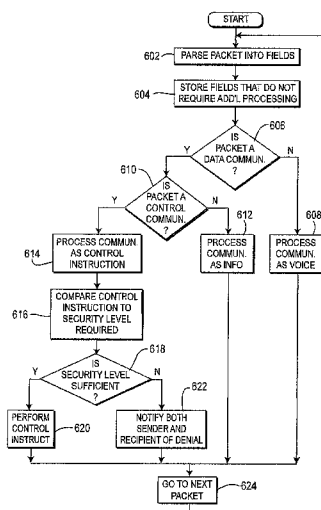 START
602
PARSE PACKET INTO FIELDS
604
STORE FIELDS THAT DO NOT
REQUIRE ADD'L PROCESSING
606
IS
PACKET A
DATA COMMUN.
?
Y
N
610
IS
PACKET A
CONTROL
COMMUN.
?
Y
N
612
608
614
PROCESS COMMUN.
AS CONTROL
INSTRUCTION
PROCESS
COMMUN.
AS INFO
PROCESS
COMMUN.
AS VOICE
616
COMPARE CONTROL
INSTRUCTION TO
SECURITY LEVEL
REQUIRED
618
IS
SECURITY LEVEL
SUFFICIENT
?
Y
N
622
PERFORM
CONTROL
INSTRUCT
620
NOTIFY BOTH
SENDER AND
RECIPIENT OF DENIAL
GO TO NEXT
PACKET
624